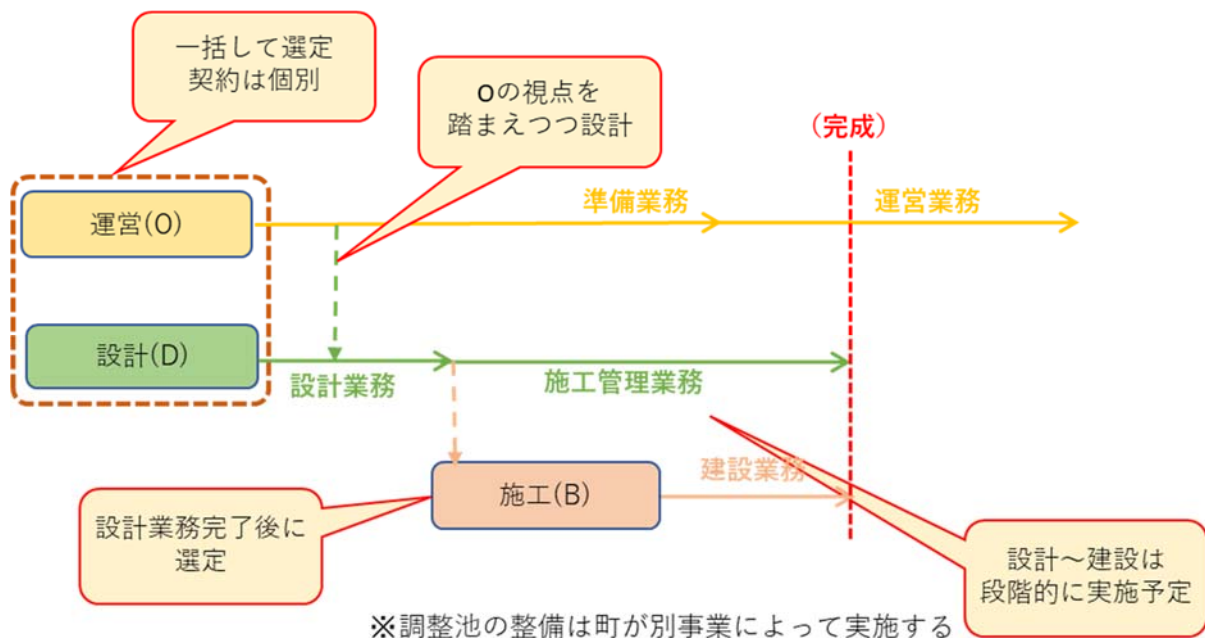 一括して選定
契約は個別
Oの視点を
踏まえつつ設計
(完成)
運営(O)
準備業務
運営業務
設計(D)
設計業務
施工管理業務
施工(B)
建設業務
設計業務完了後に
選定
設計～建設は
段階的に実施予定
※調整池の整備は町が別事業によって実施する